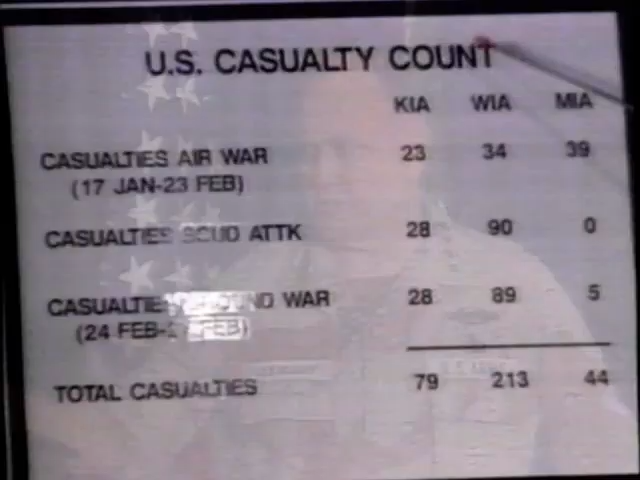 U.S. CASUALTY COUNT
KIA WIA MIA
CASUALTIES AIR WAR 23 34 39
(17 JAN-23 FEB)
CASUALTIES SCUD ATTK 28 90 0
WAR 28 89 5
(24 FEB- FEB)
TOTAL CASUALTIES 79 213 44